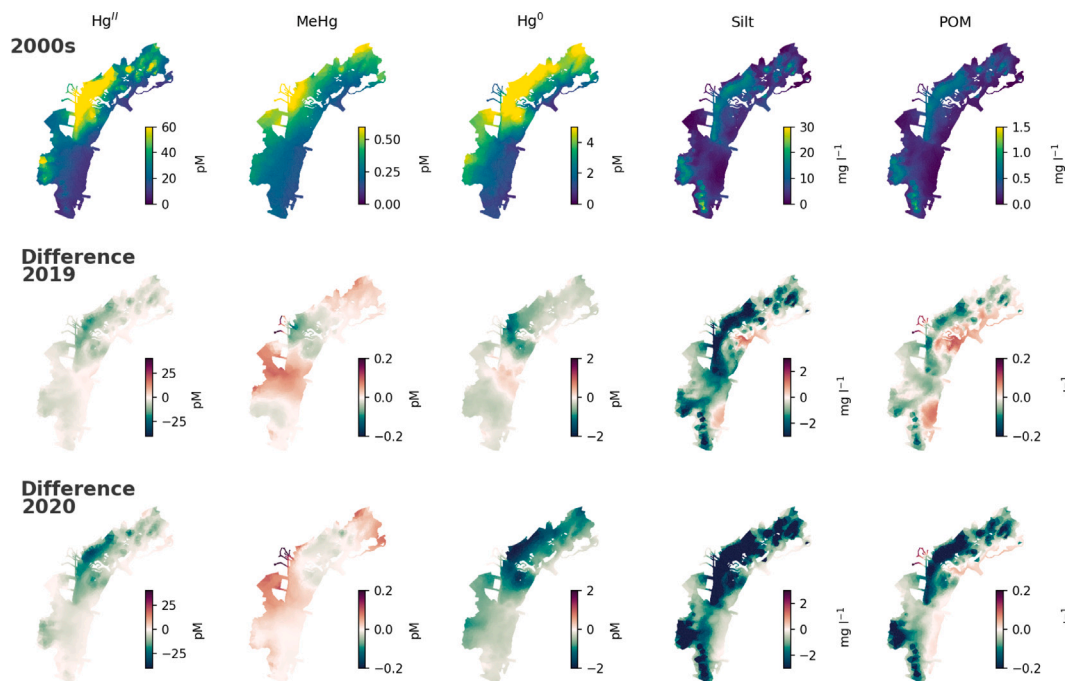 Hg^II MeHg Hg^0 Silt POM
2000s
60 40 20 0 pM
0.50 0.25 0.00 pM
4 2 0 pM
30 20 10 0 mg l^−1
1.5 1.0 0.5 0.0 mg l^−1
Difference
2019
25 0 −25 pM
0.2 0.0 −0.2 pM
2 0 −2 pM
2 0 −2 mg l^−1
0.2 0.0 −0.2
Difference
2020
25 0 −25 pM
0.2 0.0 −0.2 pM
2 0 −2 pM
2 0 −2 mg l^−1
0.2 0.0 −0.2